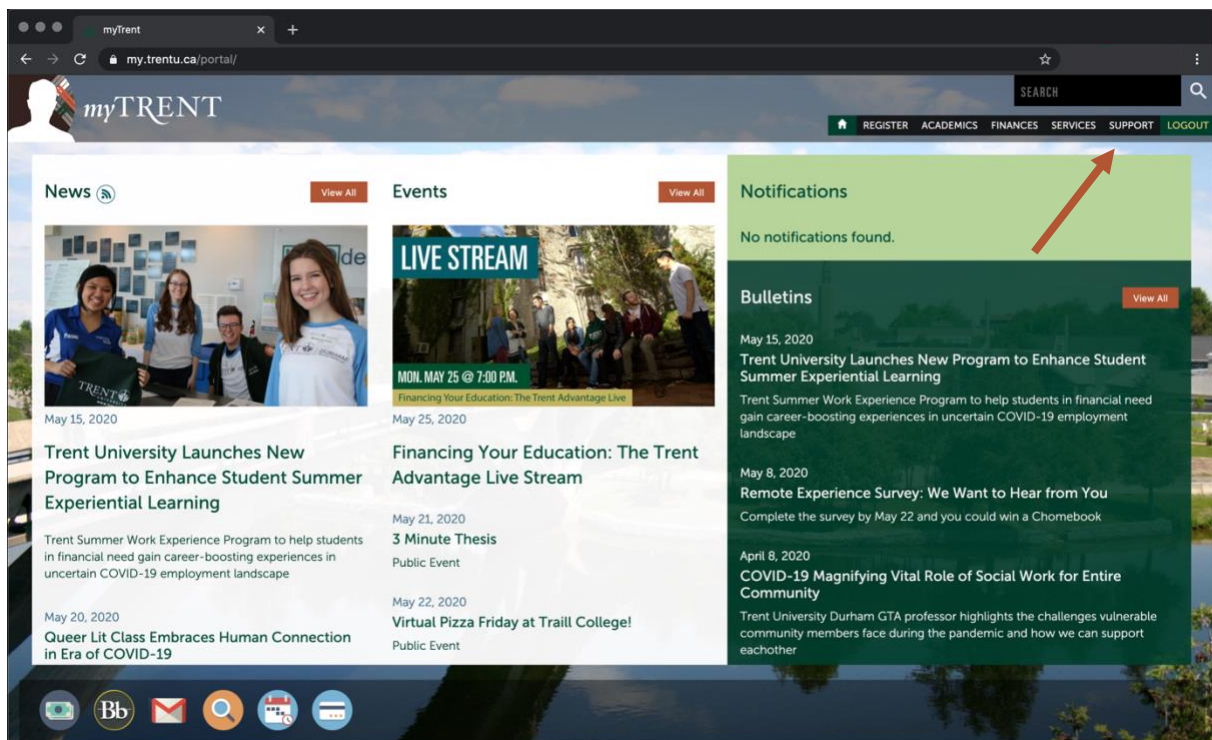 myTrent
my.trentu.ca/portal/
myTRENT
SEARCH
REGISTER ACADEMICS FINANCES SERVICES SUPPORT LOGOUT
News
View All
May 15, 2020
Trent University Launches New
Program to Enhance Student Summer
Experiential Learning
Trent Summer Work Experience Program to help students
in financial need gain career-boosting experiences in
uncertain COVID-19 employment landscape
May 20, 2020
Queer Lit Class Embraces Human Connection
in Era of COVID-19
Events
View All
LIVE STREAM
MON. MAY 25 @ 7:00 P.M.
Financing Your Education: The Trent Advantage Live
May 25, 2020
Financing Your Education: The Trent
Advantage Live Stream
May 21, 2020
3 Minute Thesis
Public Event
May 22, 2020
Virtual Pizza Friday at Traill College!
Public Event
Notifications
No notifications found.
Bulletins
View All
May 15, 2020
Trent University Launches New Program to Enhance Student
Summer Experiential Learning
Trent Summer Work Experience Program to help students in financial need
gain career-boosting experiences in uncertain COVID-19 employment
landscape
May 8, 2020
Remote Experience Survey: We Want to Hear from You
Complete the survey by May 22 and you could win a Chomebook
April 8, 2020
COVID-19 Magnifying Vital Role of Social Work for Entire
Community
Trent University Durham GTA professor highlights the challenges vulnerable
community members face during the pandemic and how we can support
eachother
TRENT
Bb